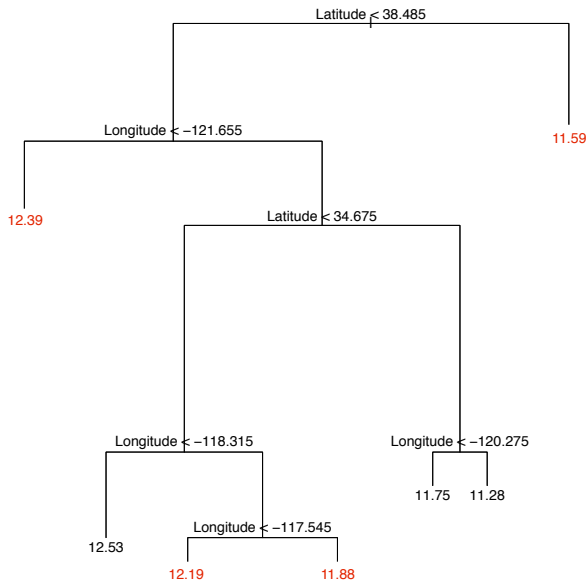 Latitude < 38.485
Longitude < −121.655
11.59
12.39
Latitude < 34.675
Longitude < −118.315
Longitude < −120.275
11.75
11.28
Longitude < −117.545
12.53
12.19
11.88